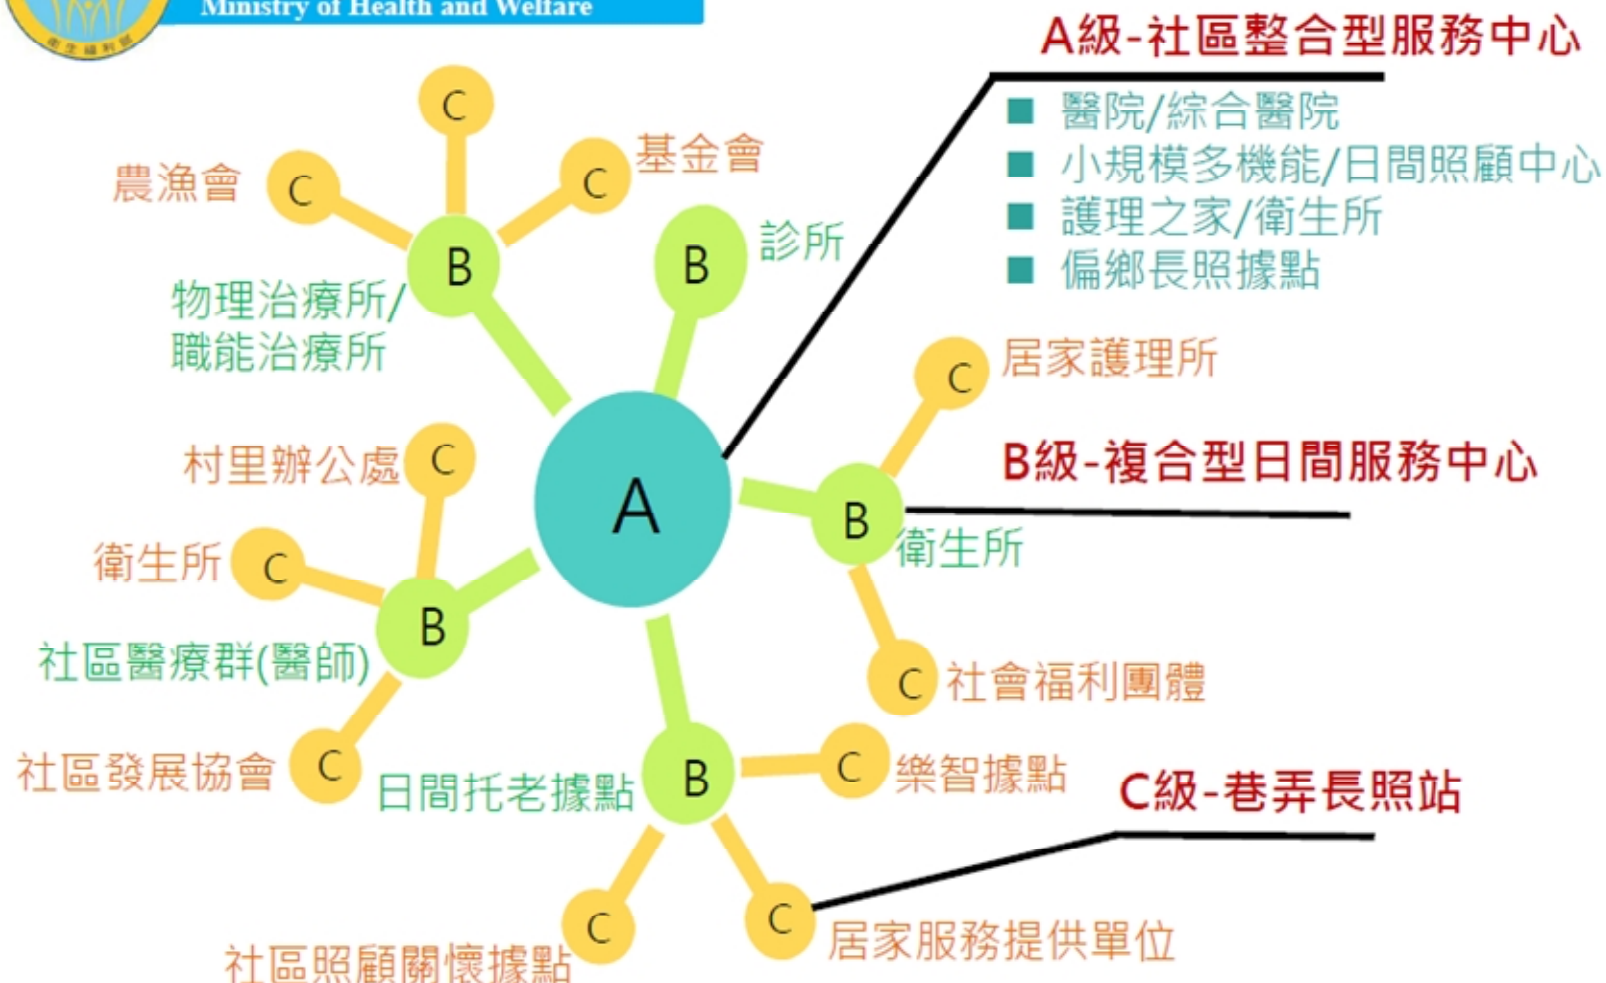 Ministry of Health and Welfare
衛生福利部
A級-社區整合型服務中心
■ 醫院/綜合醫院
■ 小規模多機能/日間照顧中心
■ 護理之家/衛生所
■ 偏鄉長照據點
C
農漁會
C
C
基金會
B
物理治療所/
職能治療所
B
診所
A
C
居家護理所
B級-複合型日間服務中心
B
衛生所
C
社會福利團體
村里辦公處
C
衛生所
C
B
社區醫療群(醫師)
社區發展協會
C
日間托老據點
B
C
樂智據點
C級-巷弄長照站
C
社區照顧關懷據點
C
居家服務提供單位